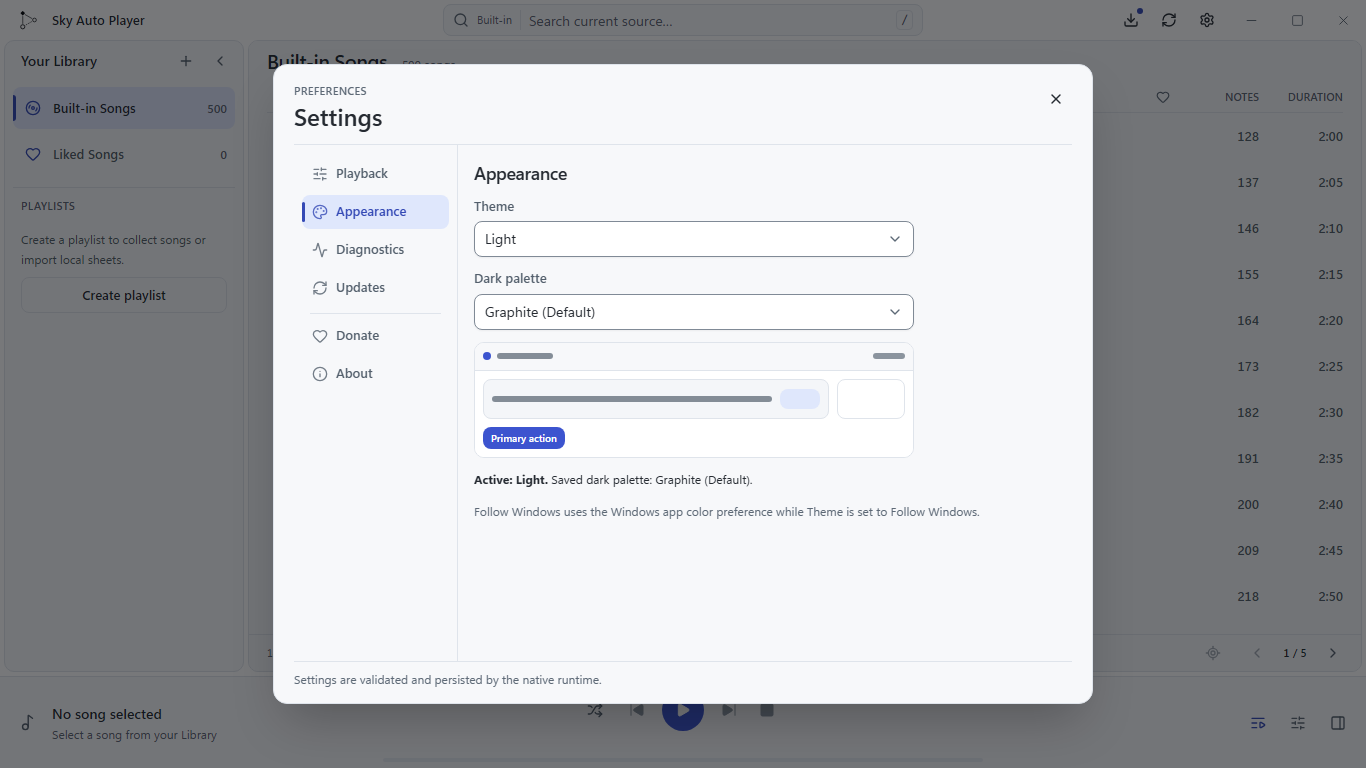 Sky Auto Player
Built-in
Search current source...
/
Your Library
Built-in Songs 500
Liked Songs 0
PLAYLISTS
Create a playlist to collect songs or
import local sheets.
Create playlist
Built-in Songs 500 songs
NOTES DURATION
128 2:00
137 2:05
146 2:10
155 2:15
164 2:20
173 2:25
182 2:30
191 2:35
200 2:40
209 2:45
218 2:50
1 / 5
PREFERENCES
Settings
Playback
Appearance
Diagnostics
Updates
Donate
About
Appearance
Theme
Light
Dark palette
Graphite (Default)
Primary action
Active: Light. Saved dark palette: Graphite (Default).
Follow Windows uses the Windows app color preference while Theme is set to Follow Windows.
Settings are validated and persisted by the native runtime.
No song selected
Select a song from your Library